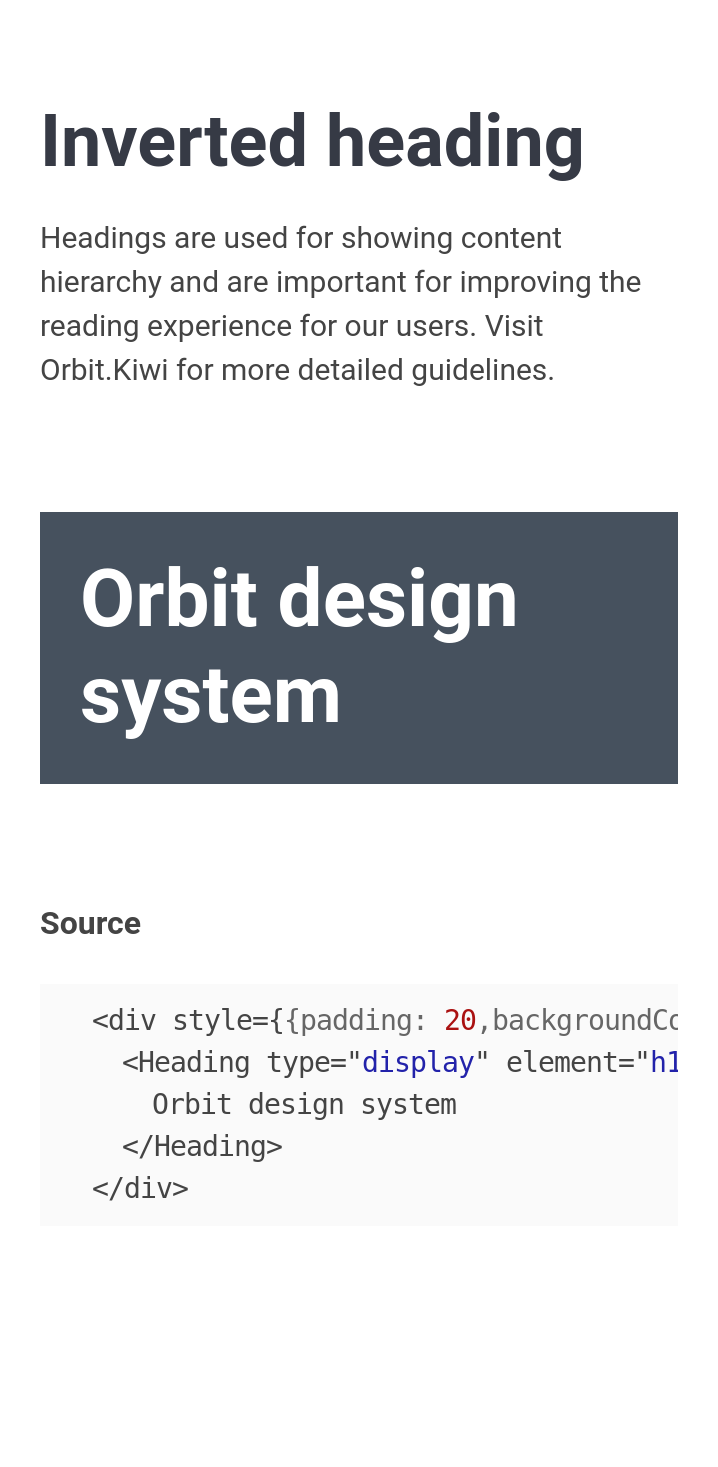 Inverted heading
Headings are used for showing content
hierarchy and are important for improving the
reading experience for our users. Visit
Orbit.Kiwi for more detailed guidelines.
Orbit design
system
Source
<div style={{padding: 20,backgroundCo
<Heading type="display" element="h1
Orbit design system
</Heading>
</div>